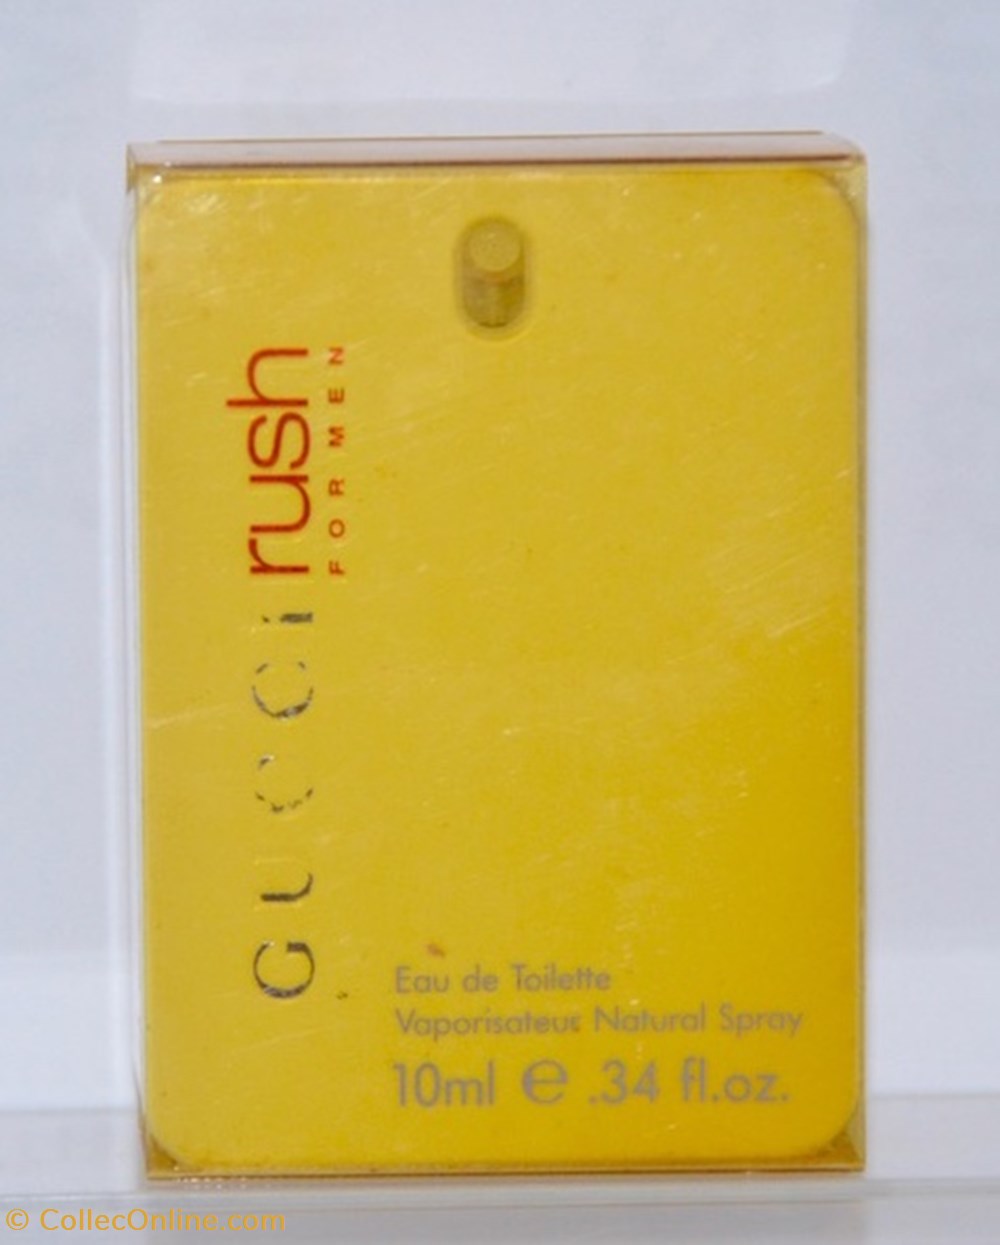 GUCCi rush
FOR MEN
Eau de Toilette
Vaporisateur Natural Spray
10ml e .34 fl.oz.
© CollecOnline.com